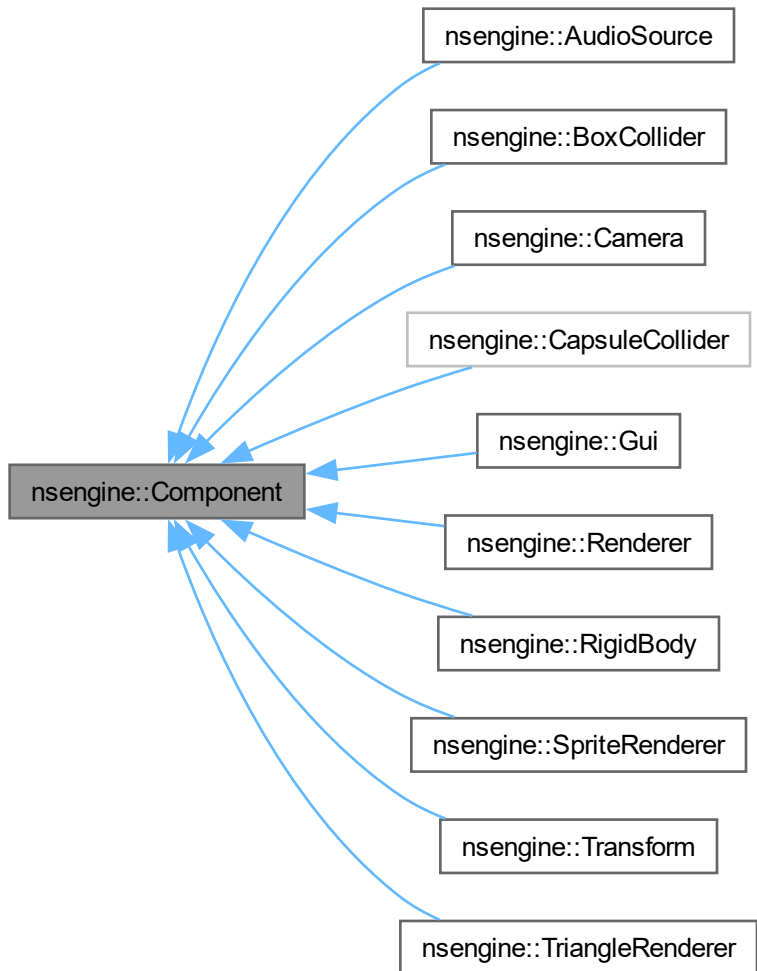 nsengine::AudioSource
nsengine::BoxCollider
nsengine::Camera
nsengine::CapsuleCollider
nsengine::Gui
nsengine::Component
nsengine::Renderer
nsengine::RigidBody
nsengine::SpriteRenderer
nsengine::Transform
nsengine::TriangleRenderer